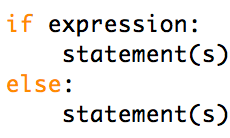 if expression:
    statement(s)
else:
    statement(s)